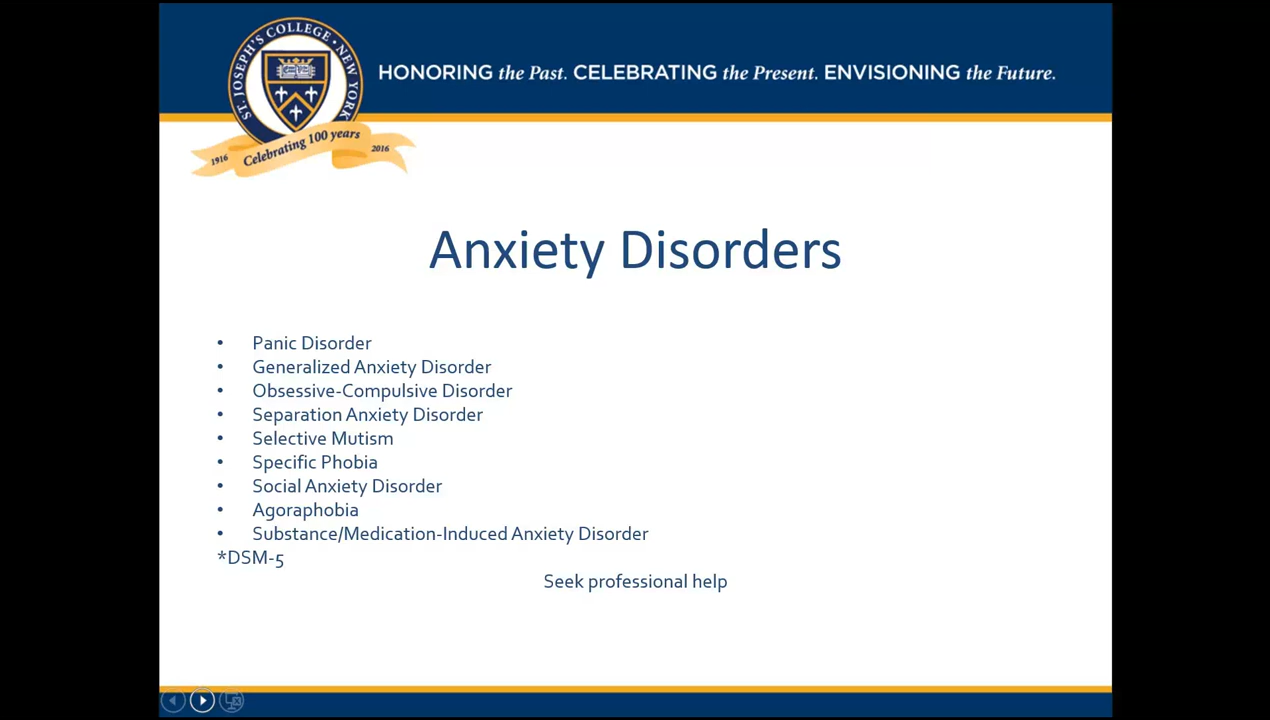 ST. JOSEPH'S COLLEGE • NEW YORK
HONORING the Past. CELEBRATING the Present. ENVISIONING the Future.
1916 Celebrating 100 years 2016
Anxiety Disorders
• Panic Disorder
• Generalized Anxiety Disorder
• Obsessive-Compulsive Disorder
• Separation Anxiety Disorder
• Selective Mutism
• Specific Phobia
• Social Anxiety Disorder
• Agoraphobia
• Substance/Medication-Induced Anxiety Disorder
*DSM-5
Seek professional help